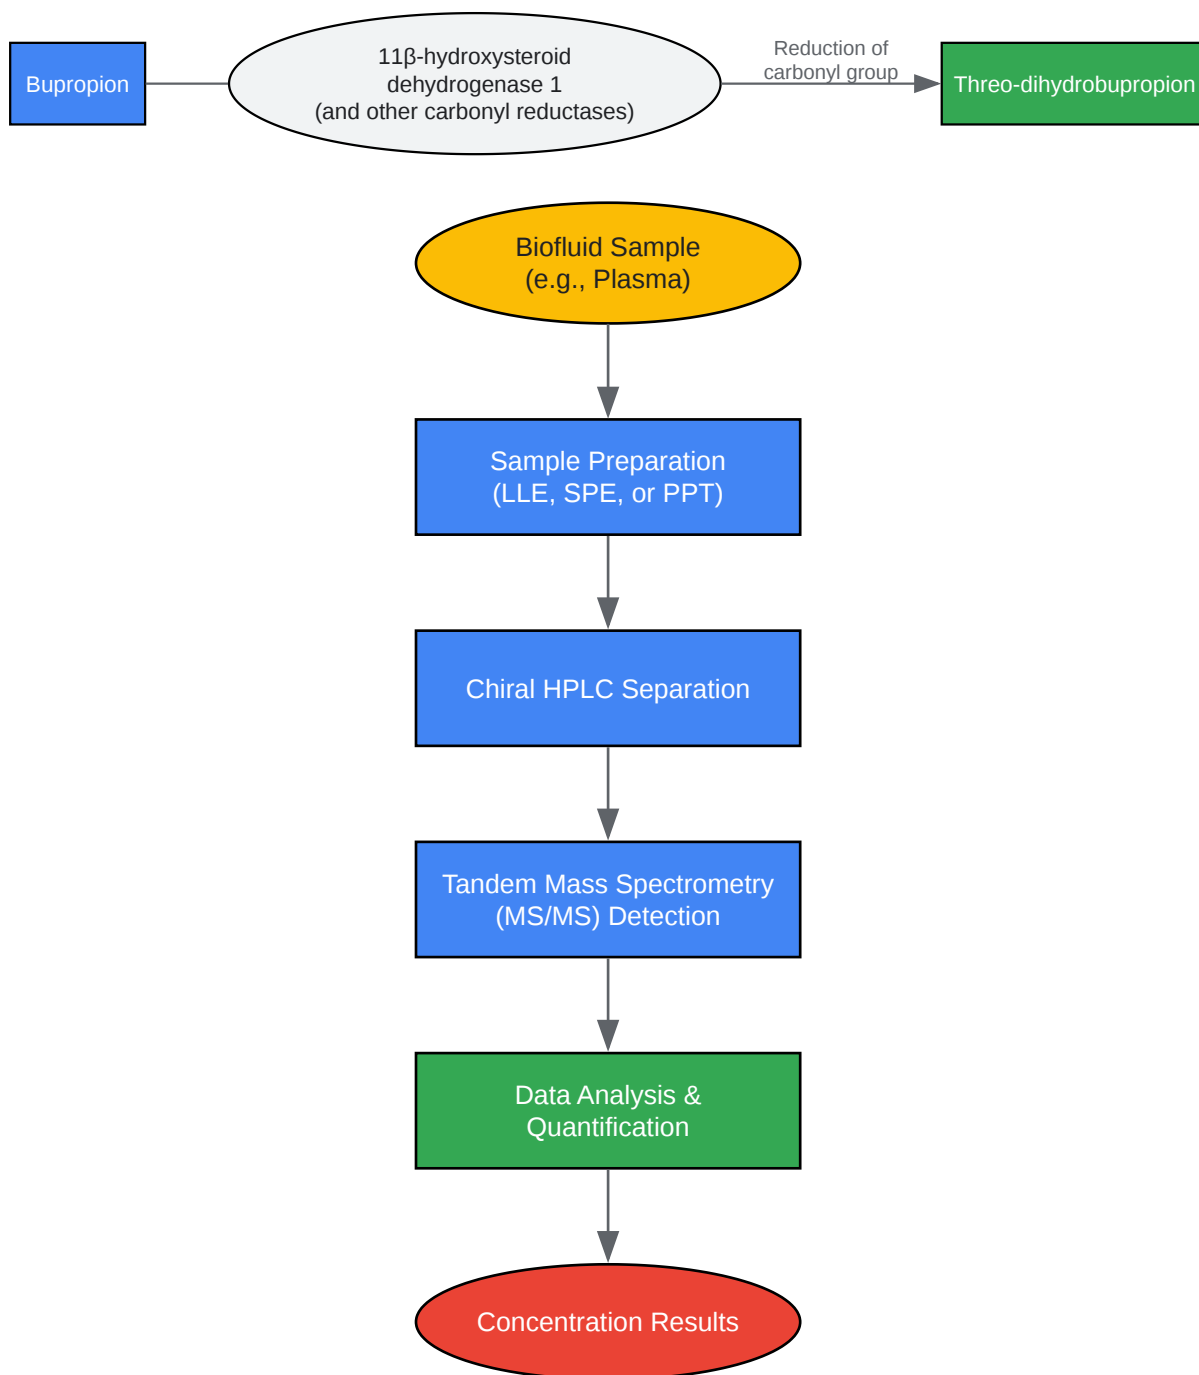 Bupropion
11β-hydroxysteroid
dehydrogenase 1
(and other carbonyl reductases)
Reduction of
carbonyl group
Threo-dihydrobupropion
Biofluid Sample
(e.g., Plasma)
Sample Preparation
(LLE, SPE, or PPT)
Chiral HPLC Separation
Tandem Mass Spectrometry
(MS/MS) Detection
Data Analysis &
Quantification
Concentration Results